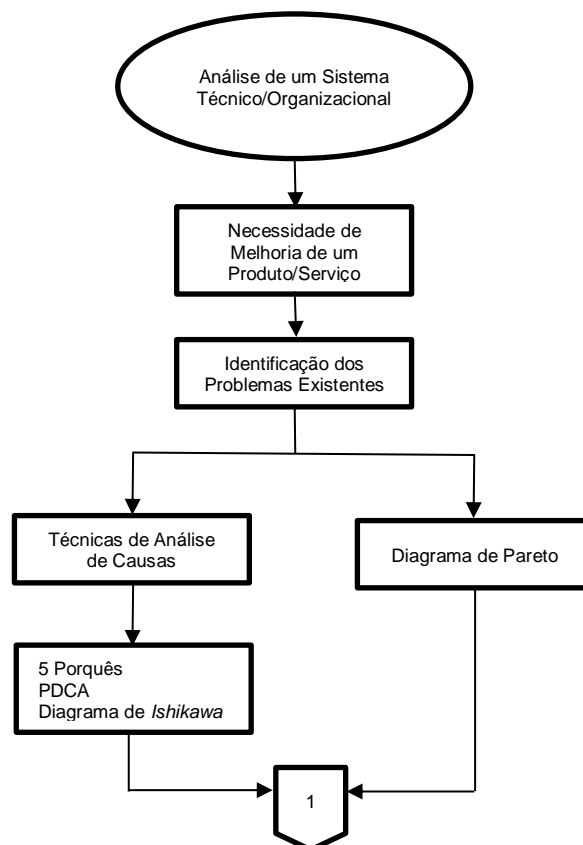 Análise de um Sistema
Técnico/Organizacional
Necessidade de
Melhoria de um
Produto/Serviço
Identificação dos
Problemas Existentes
Técnicas de Análise
de Causas
Diagrama de Pareto
5 Porquês
PDCA
Diagrama de Ishikawa
1